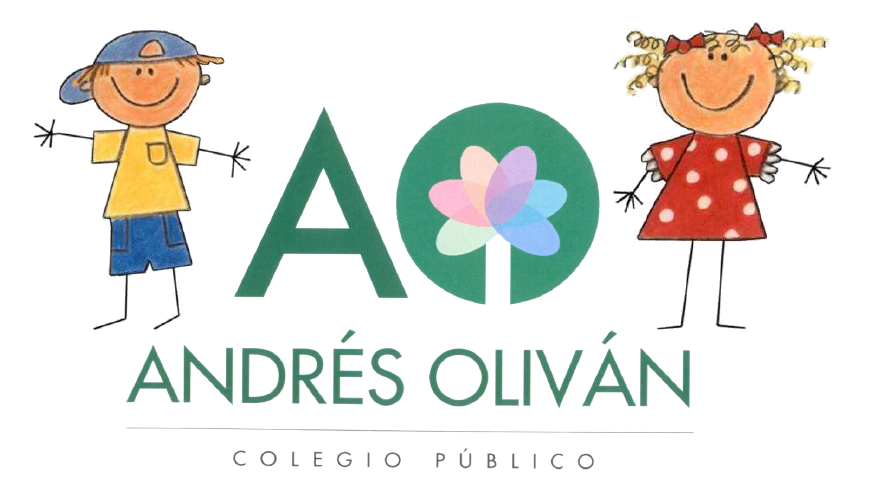 AO
ANDRÉS OLIVÁN
COLEGIO PÚBLICO